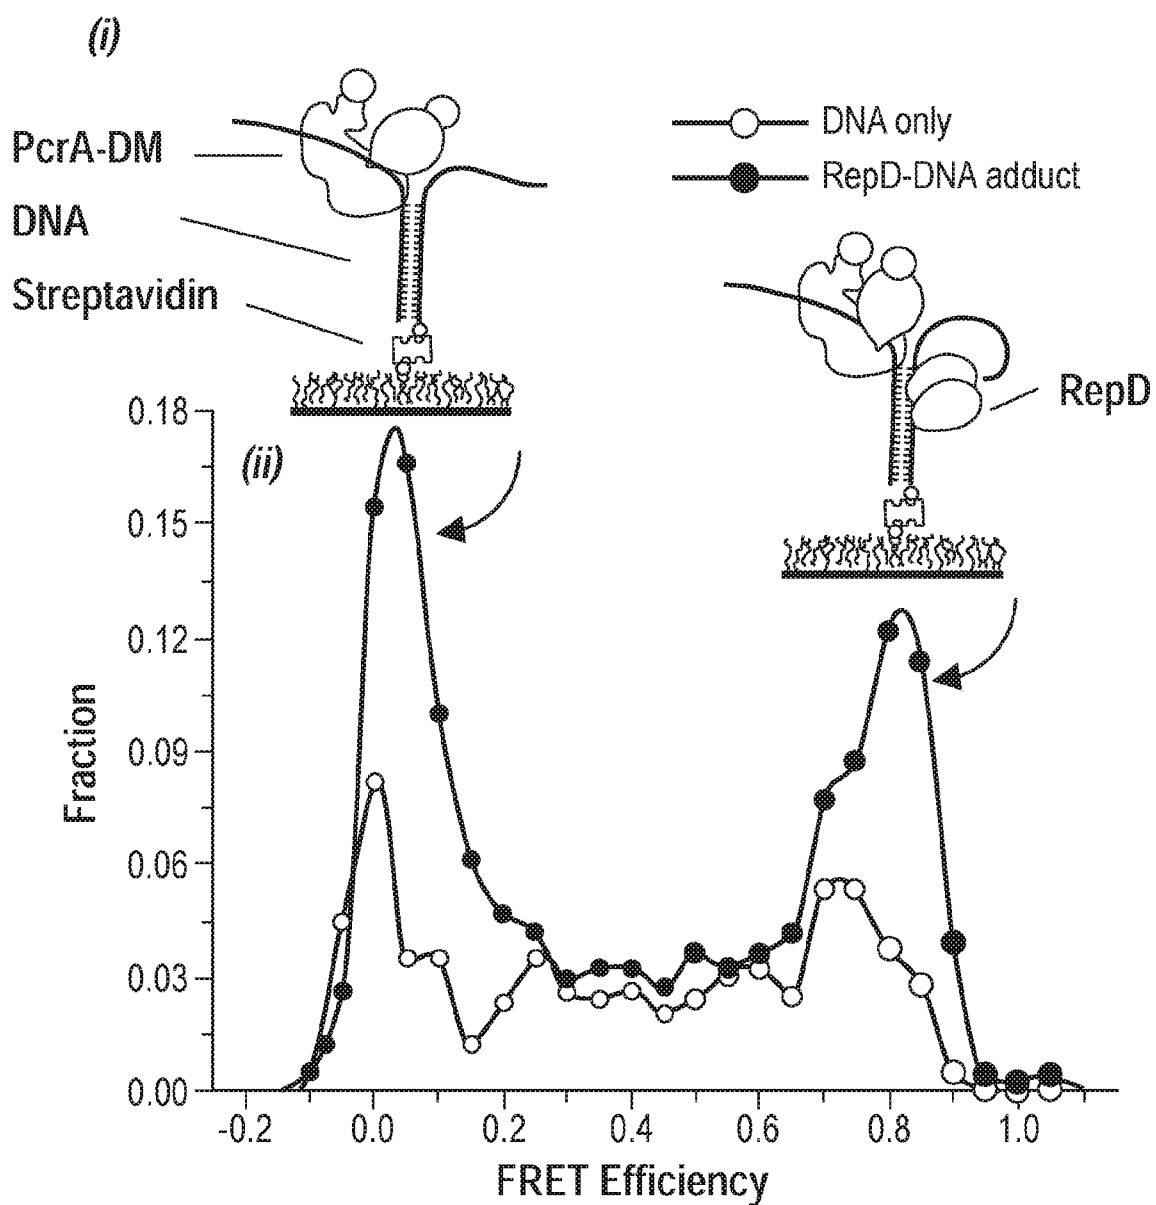 (i)
PcrA-DM
DNA
Streptavidin
DNA only
RepD-DNA adduct
RepD
(ii)
0.18
0.15
0.12
0.09
0.06
0.03
0.00
Fraction
-0.2 0.0 0.2 0.4 0.6 0.8 1.0
FRET Efficiency